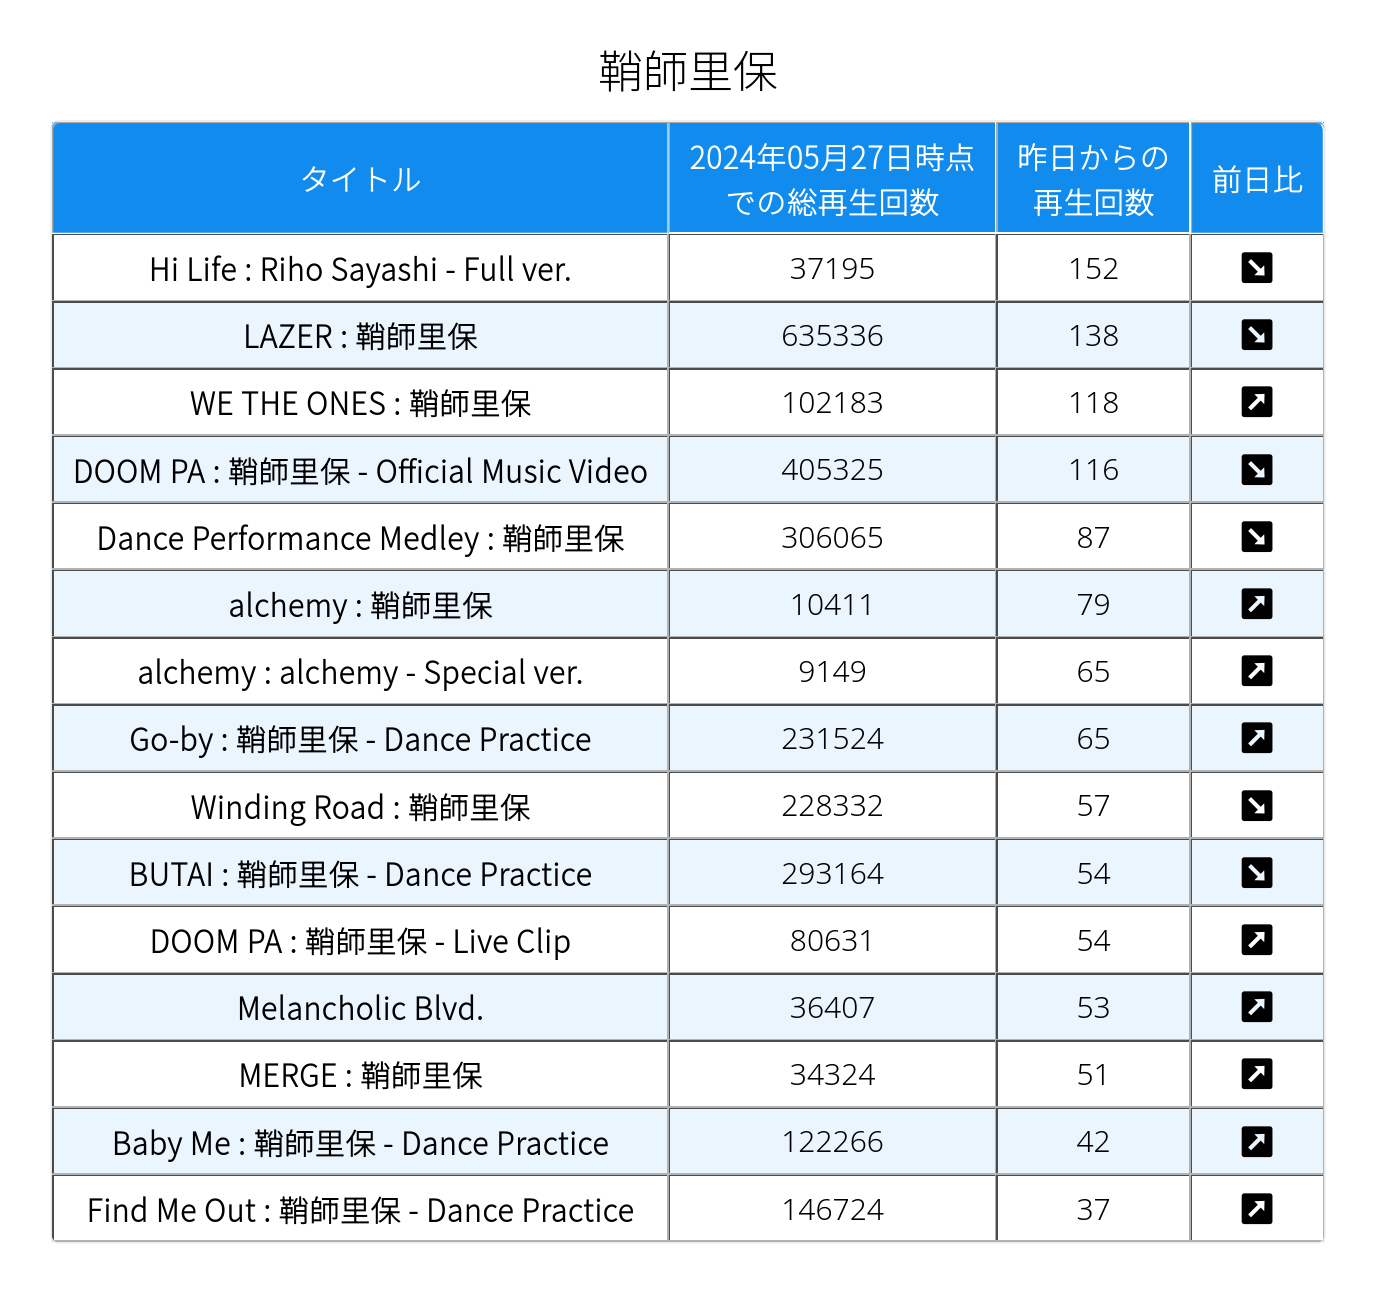 鞘師里保
タイトル
2024年05月27日時点
での総再生回数
昨日からの
再生回数
前日比
Hi Life : Riho Sayashi - Full ver. 37195 152 ↘
LAZER : 鞘師里保 635336 138 ↘
WE THE ONES : 鞘師里保 102183 118 ↗
DOOM PA : 鞘師里保 - Official Music Video 405325 116 ↘
Dance Performance Medley : 鞘師里保 306065 87 ↘
alchemy : 鞘師里保 10411 79 ↗
alchemy : alchemy - Special ver. 9149 65 ↗
Go-by : 鞘師里保 - Dance Practice 231524 65 ↗
Winding Road : 鞘師里保 228332 57 ↘
BUTAI : 鞘師里保 - Dance Practice 293164 54 ↘
DOOM PA : 鞘師里保 - Live Clip 80631 54 ↗
Melancholic Blvd. 36407 53 ↗
MERGE : 鞘師里保 34324 51 ↗
Baby Me : 鞘師里保 - Dance Practice 122266 42 ↗
Find Me Out : 鞘師里保 - Dance Practice 146724 37 ↗